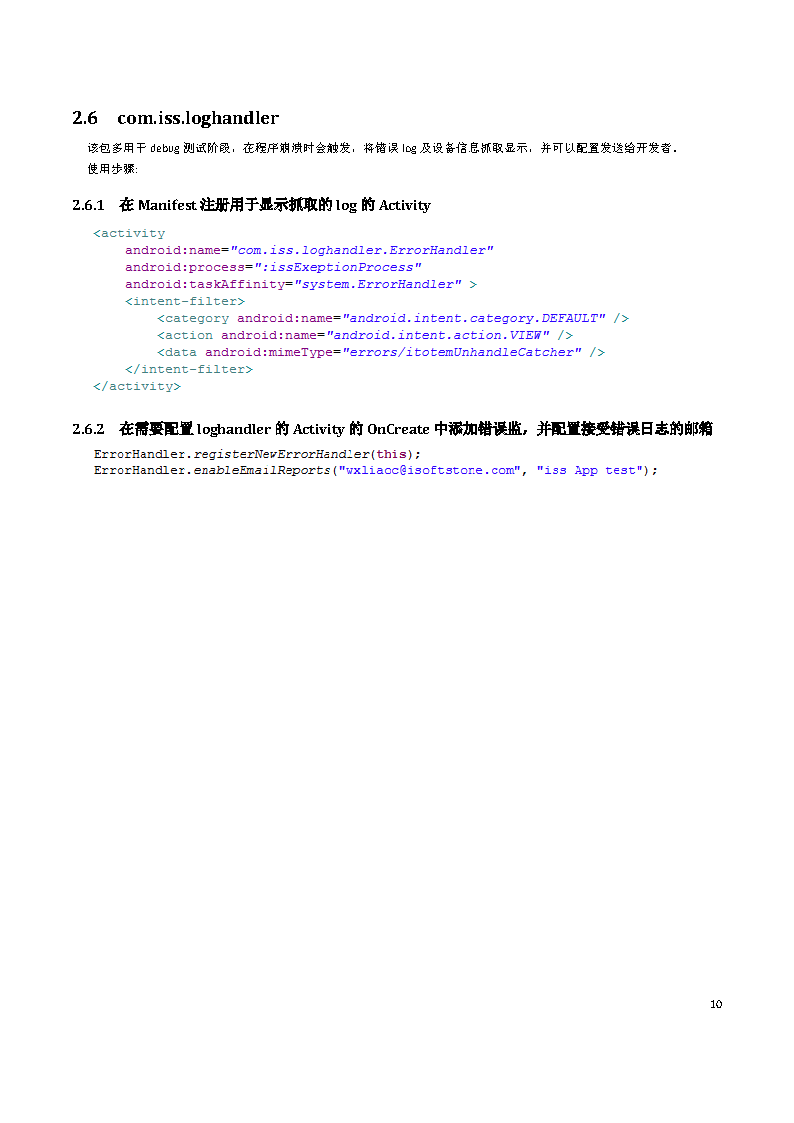 2.6 com.iss.loghandler
该包多用于 debug 测试阶段，在程序崩溃时会触发，将错误 log 及设备信息抓取显示，并可以配置发送给开发者.
使用步骤:
2.6.1 在 Manifest 注册用于显示抓取的 log 的 Activity
<activity
android:name="com.iss.loghandler.ErrorHandler"
android:process=":issExeptionProcess"
android:taskAffinity="system.ErrorHandler" >
<intent-filter>
<category android:name="android.intent.category.DEFAULT" />
<action android:name="android.intent.action.VIEW" />
<data android:mimeType="errors/itotemUnhandleCatcher" />
</intent-filter>
</activity>
2.6.2 在需要配置 loghandler 的 Activity 的 OnCreate 中添加错误监，并配置接受错误日志的邮箱
ErrorHandler.registerNewErrorHandler(this);
ErrorHandler.enableEmailReports("wxliaoc@isoftstone.com", "iss App test");
10